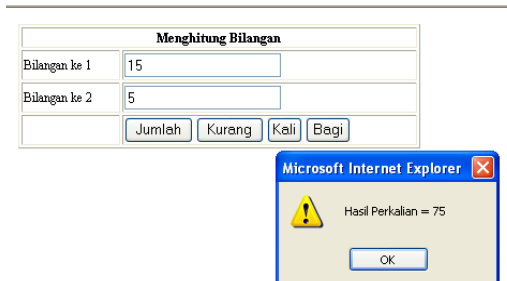 Menghitung Bilangan
Bilangan ke 1 15
Bilangan ke 2 5
Jumlah Kurang Kali Bagi
Microsoft Internet Explorer
Hasil Perkalian = 75
OK